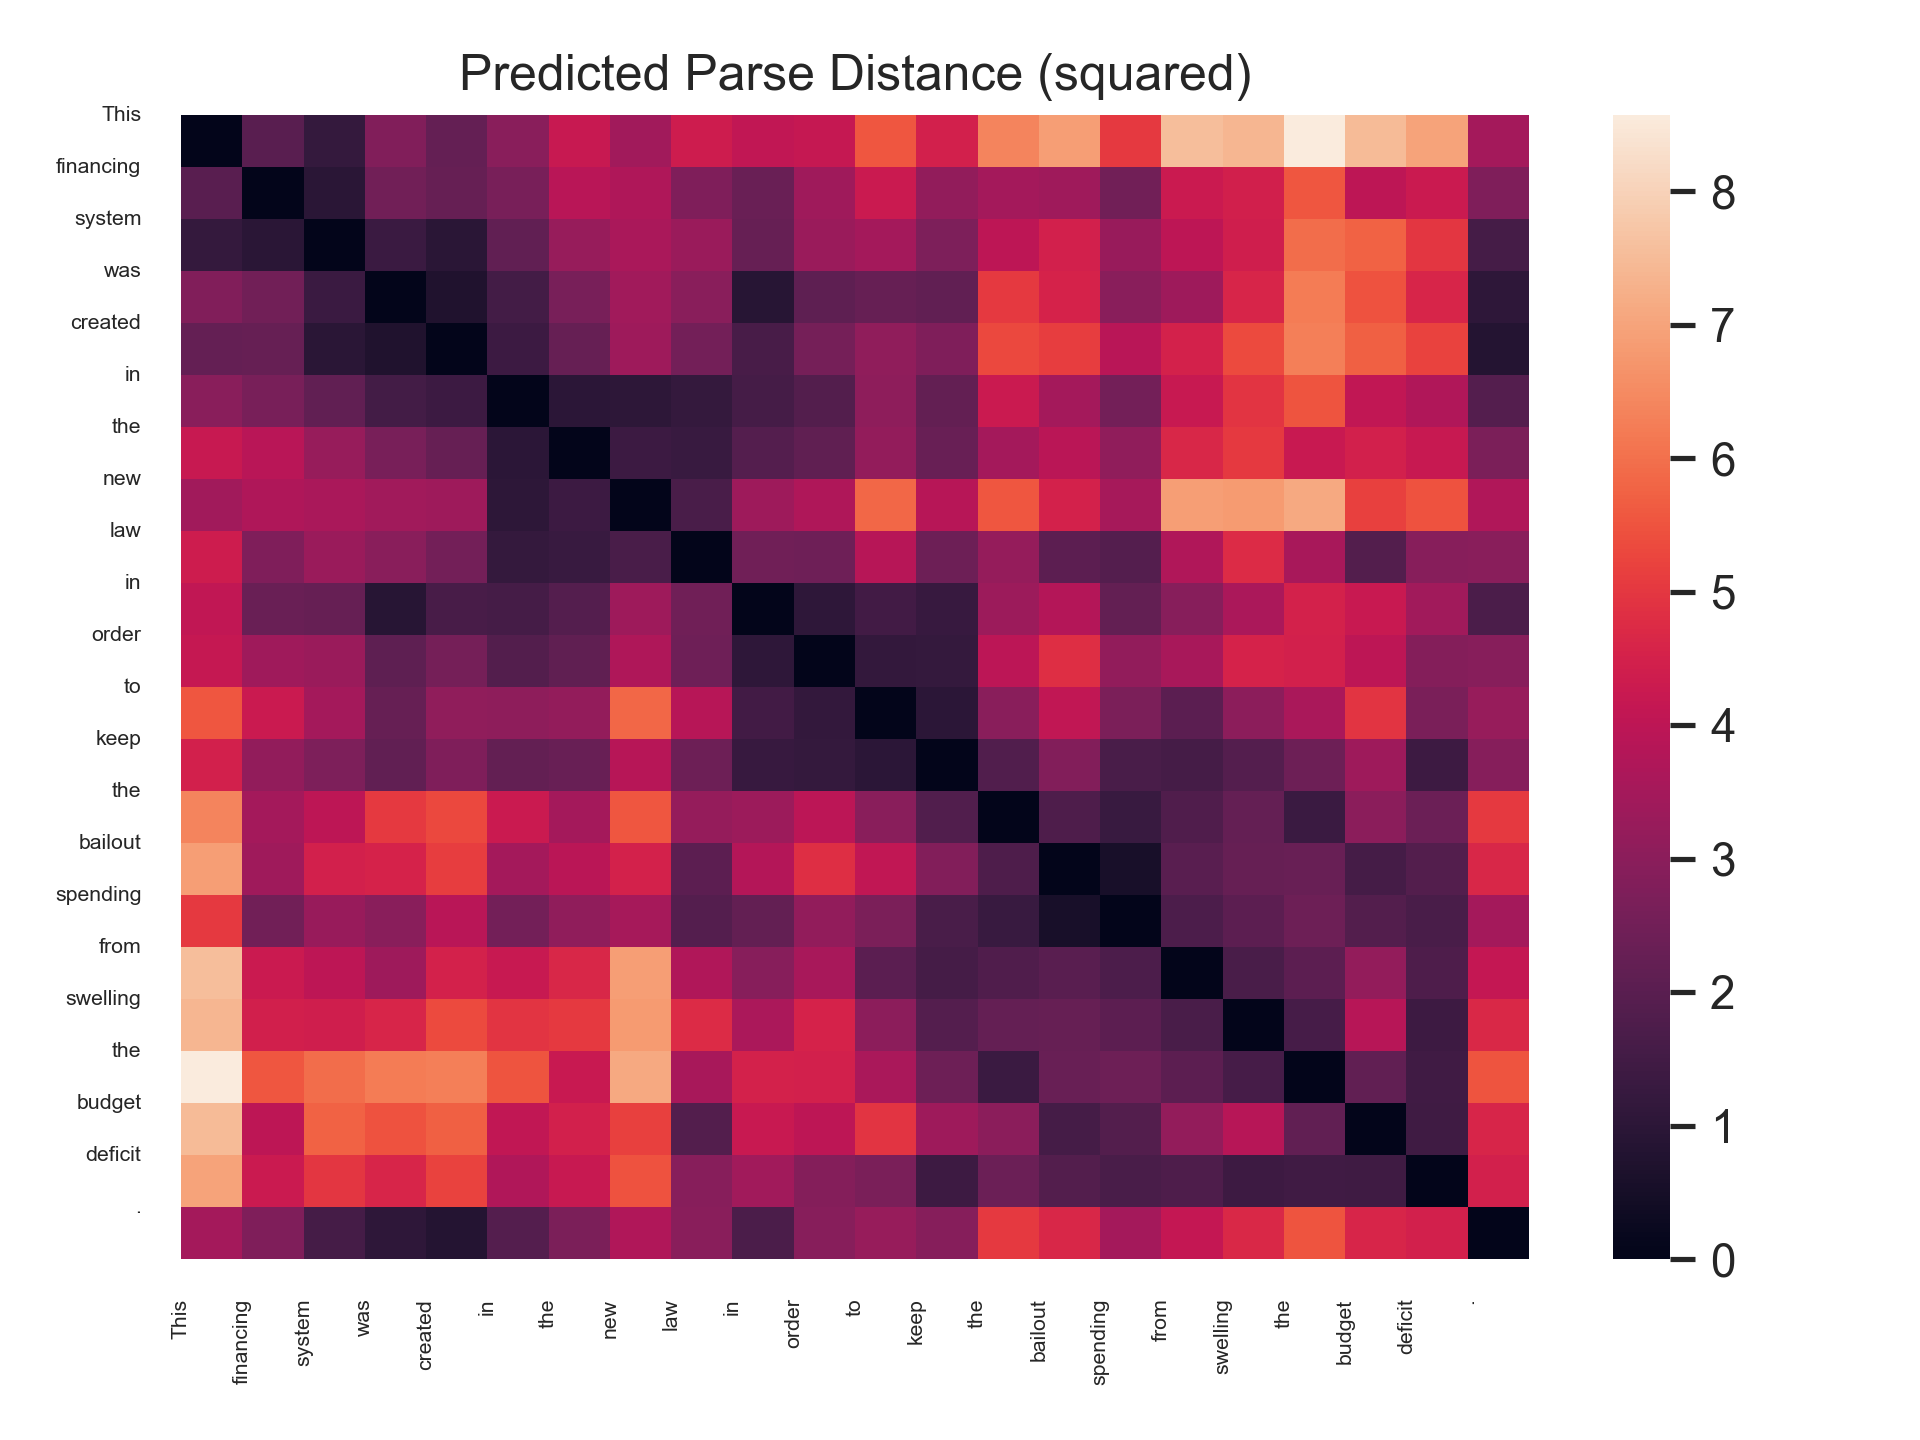 Predicted Parse Distance (squared)
This
financing
system
was
created
in
the
new
law
in
order
to
keep
the
bailout
spending
from
swelling
the
budget
deficit
.
8
7
6
5
4
3
2
1
0
This
financing
system
was
created
in
the
new
law
in
order
to
keep
the
bailout
spending
from
swelling
the
budget
deficit
.